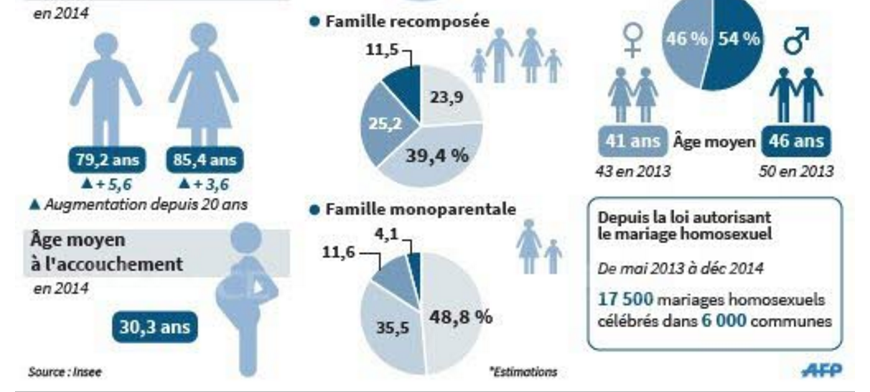 en 2014
79,2 ans
85,4 ans
▲+5,6
▲+3,6
▲ Augmentation depuis 20 ans
Âge moyen
à l'accouchement
en 2014
30,3 ans
Source : Insee
● Famille recomposée
11,5
23,9
25,2
39,4 %
● Famille monoparentale
4,1
11,6
48,8 %
35,5
*Estimations
♀
46 %
54 %
♂
41 ans Âge moyen 46 ans
43 en 2013
50 en 2013
Depuis la loi autorisant
le mariage homosexuel
De mai 2013 à déc 2014
17 500 mariages homosexuels
célébrés dans 6 000 communes
AFP